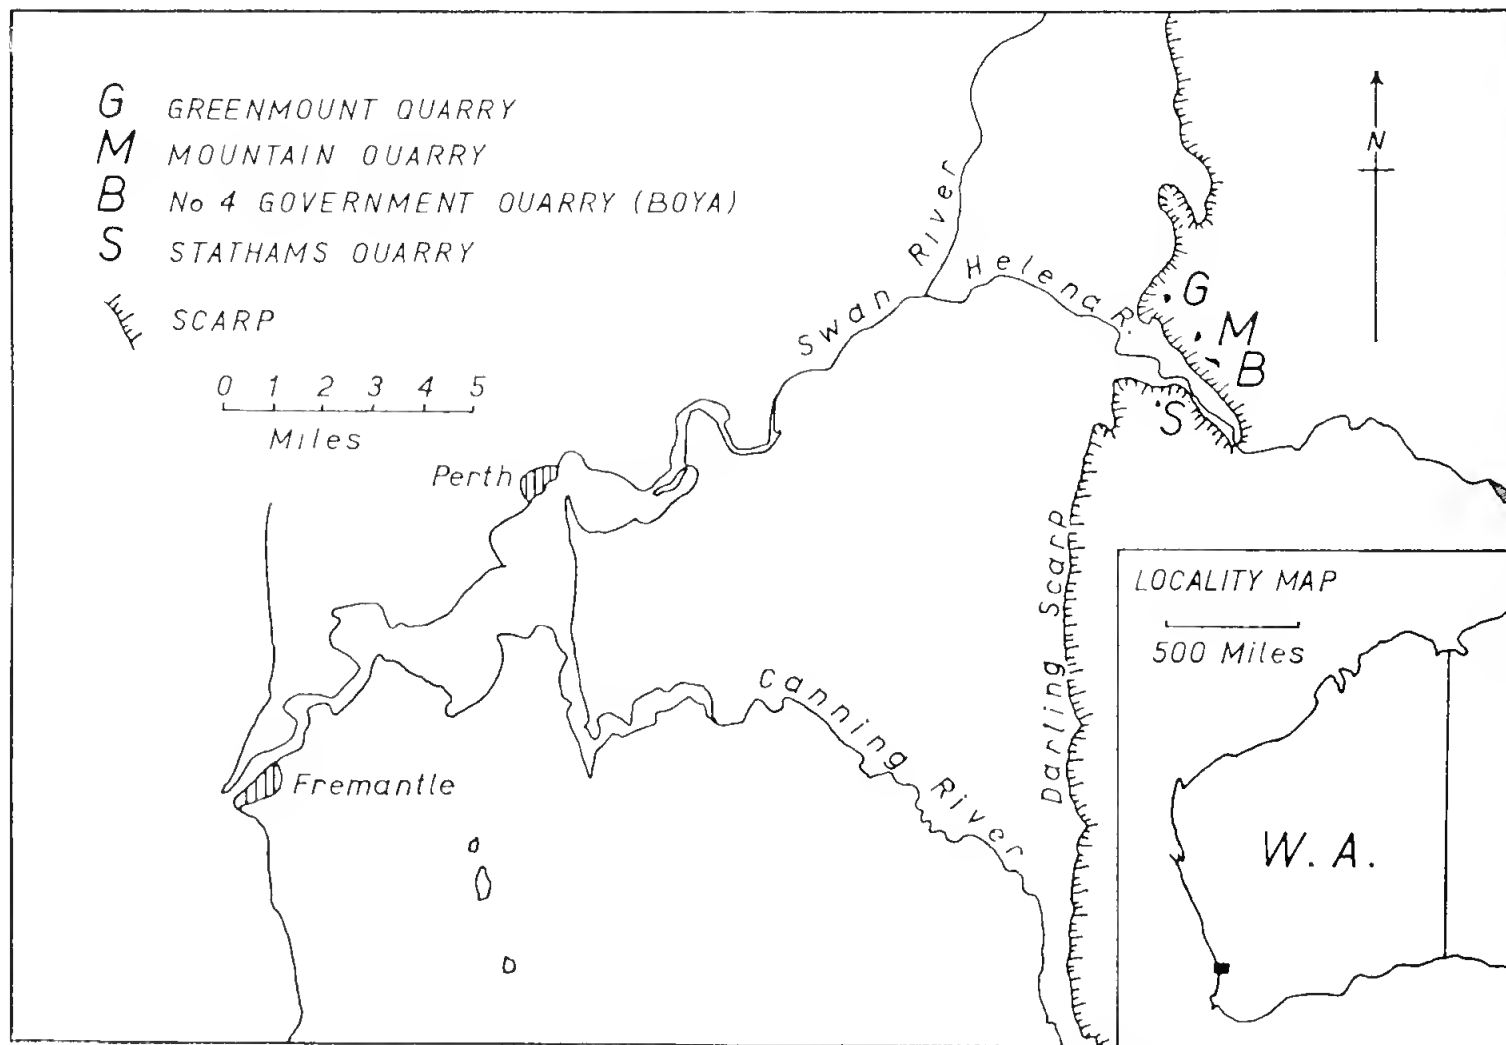 G GREENMOUNT QUARRY
M MOUNTAIN QUARRY
B No 4 GOVERNMENT QUARRY (BOYA)
S STATHAMS QUARRY
SCARP
0 1 2 3 4 5
Miles
N
Swan River
Helena R.
G
M
B
S
Perth
Darling Scarp
Canning River
Fremantle
LOCALITY MAP
500 Miles
W. A.